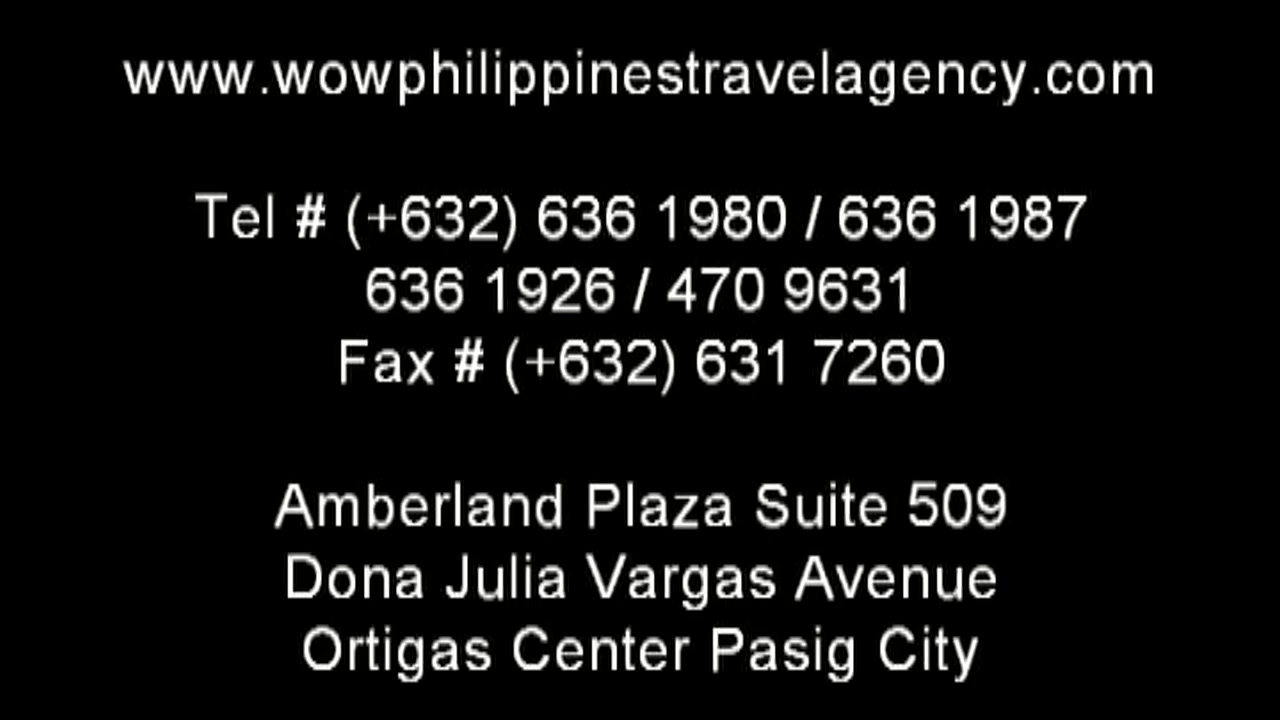 www.wowphilippinestravelagency.com
Tel # (+632) 636 1980 / 636 1987
636 1926 / 470 9631
Fax # (+632) 631 7260
Amberland Plaza Suite 509
Dona Julia Vargas Avenue
Ortigas Center Pasig City